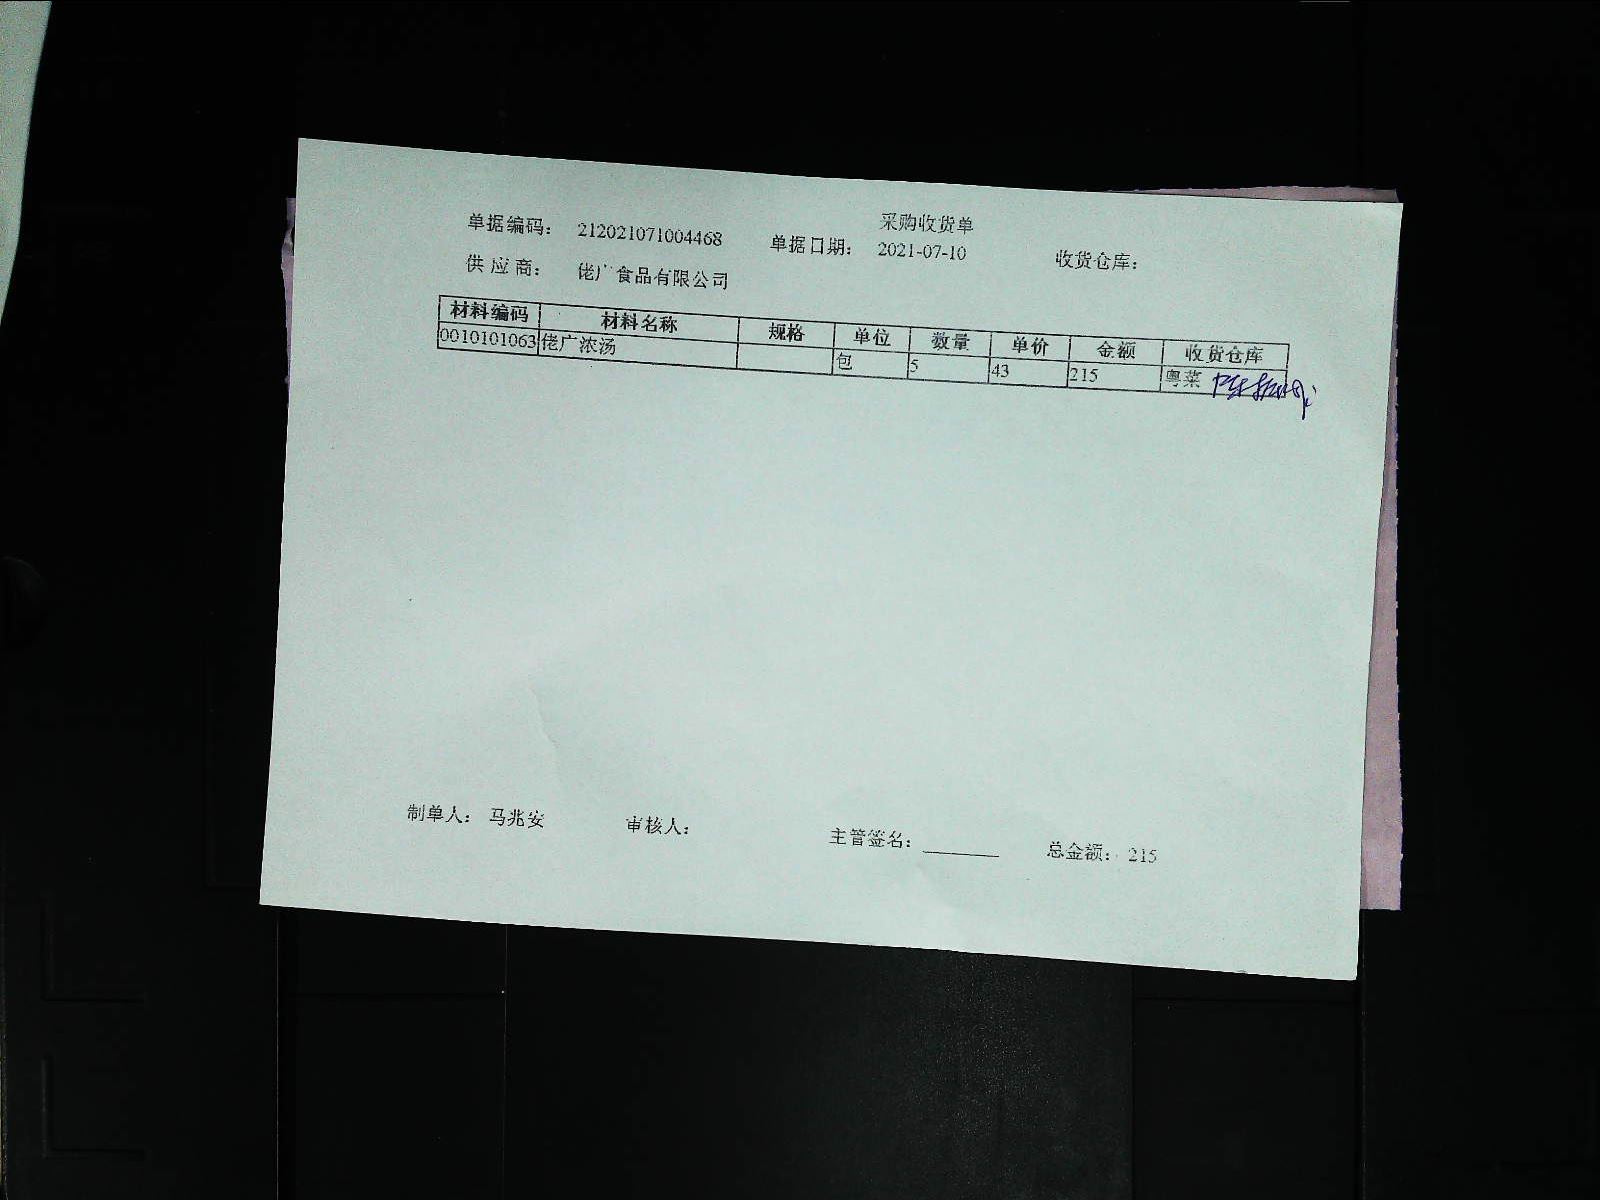 采购收货单
单据编码： 212021071004468 单据日期： 2021-07-10 收货仓库：
供应商： 佬广食品有限公司
材料编码 材料名称 规格 单位 数量 单价 金额 收货仓库
0010101063 佬广浓汤 包 5 43 215 粤菜
制单人： 马兆安 审核人： 主管签名： 总金额： 215